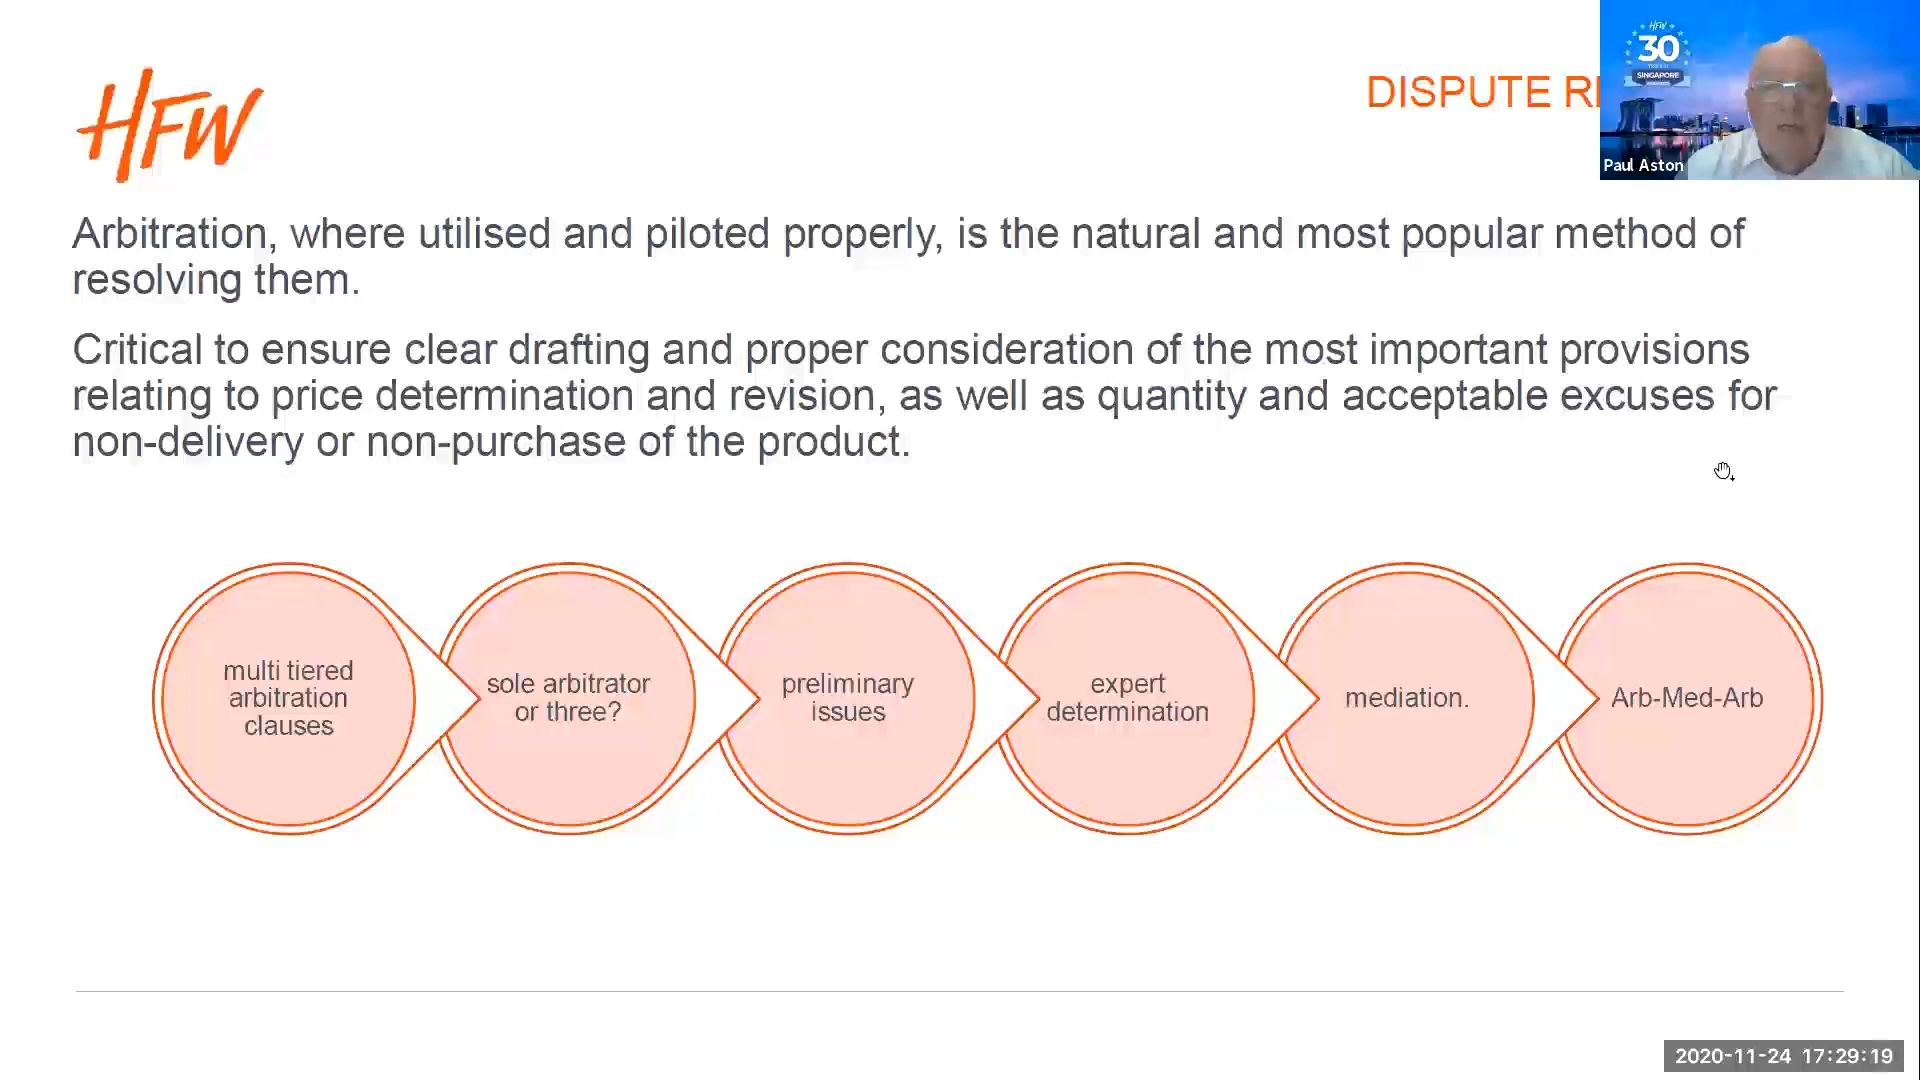 HFW
DISPUTE
HFW
30
SINGAPORE
Paul Aston
Arbitration, where utilised and piloted properly, is the natural and most popular method of
resolving them.
Critical to ensure clear drafting and proper consideration of the most important provisions
relating to price determination and revision, as well as quantity and acceptable excuses for
non-delivery or non-purchase of the product.
multi tiered
arbitration
clauses
sole arbitrator
or three?
preliminary
issues
expert
determination
mediation.
Arb-Med-Arb
2020-11-24 17:29:19